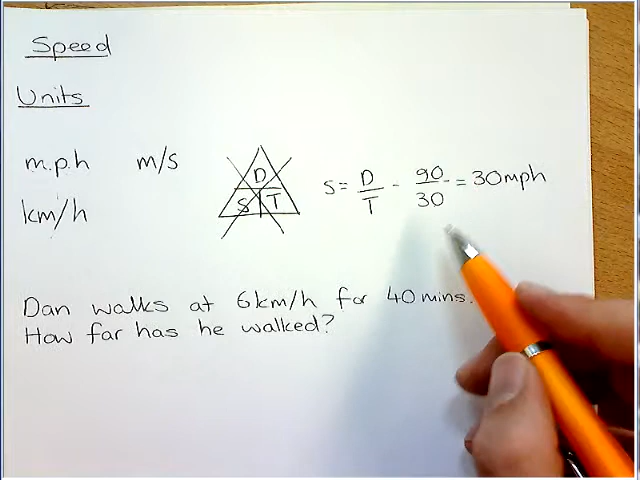 Speed
Units
m.p.h m/s
km/h
D
S T
S = D/T - 90/30 = 30mph
Dan walks at 6km/h for 40 mins.
How far has he walked?